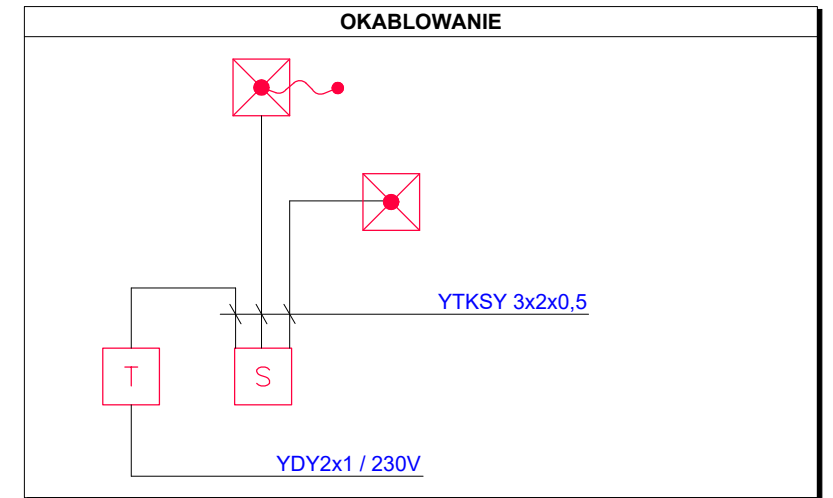 OKABLOWANIE
YTKSY 3x2x0,5
T
S
YDY2x1 / 230V